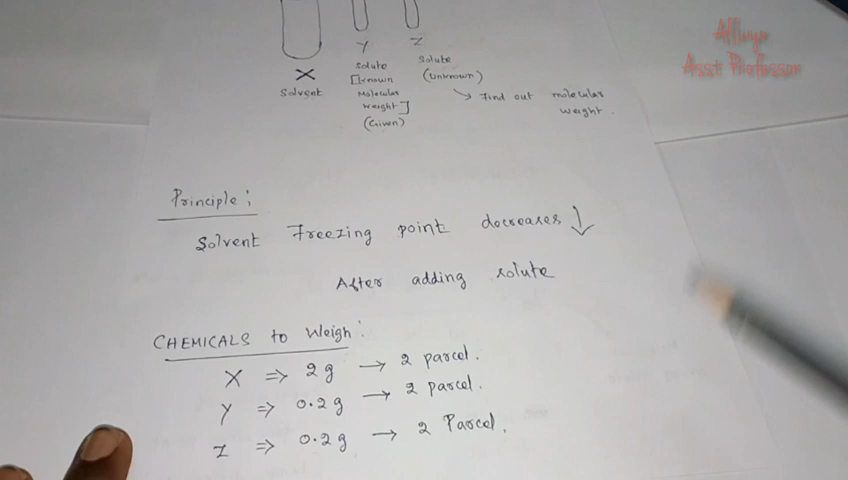 Asst Professor
X
Y
Z
Solvent
Solute
[known
Molecular
Weight]
(Given)
Solute
(Unknown)
→ Find out molecular
weight.
Principle:
Solvent Freezing point decreases ↓
After adding solute
CHEMICALS to Weigh:
X ⇒ 2g → 2 parcel.
Y ⇒ 0.2g → 2 parcel.
Z ⇒ 0.2g → 2 Parcel.